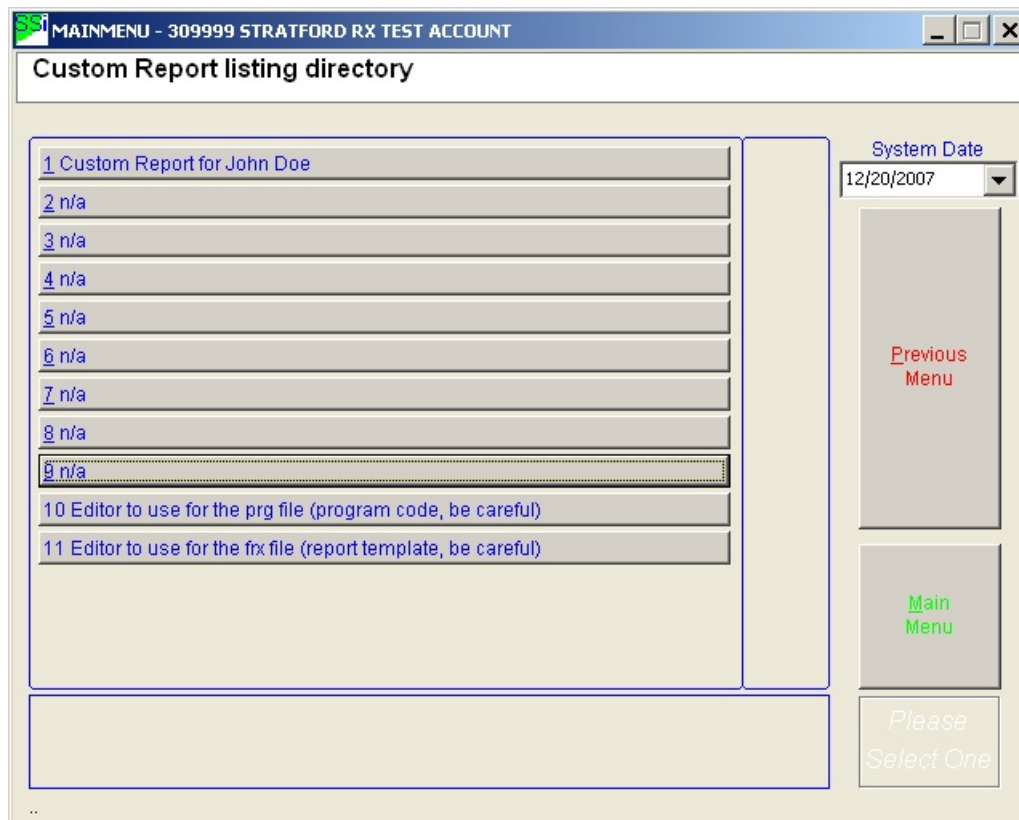 SSi MAINMENU - 309999 STRATFORD RX TEST ACCOUNT
Custom Report listing directory
1 Custom Report for John Doe
2 n/a
3 n/a
4 n/a
5 n/a
6 n/a
7 n/a
8 n/a
9 n/a
10 Editor to use for the prg file (program code, be careful)
11 Editor to use for the frx file (report template, be careful)
System Date
12/20/2007
Previous
Menu
Main
Menu
Please
Select One
..